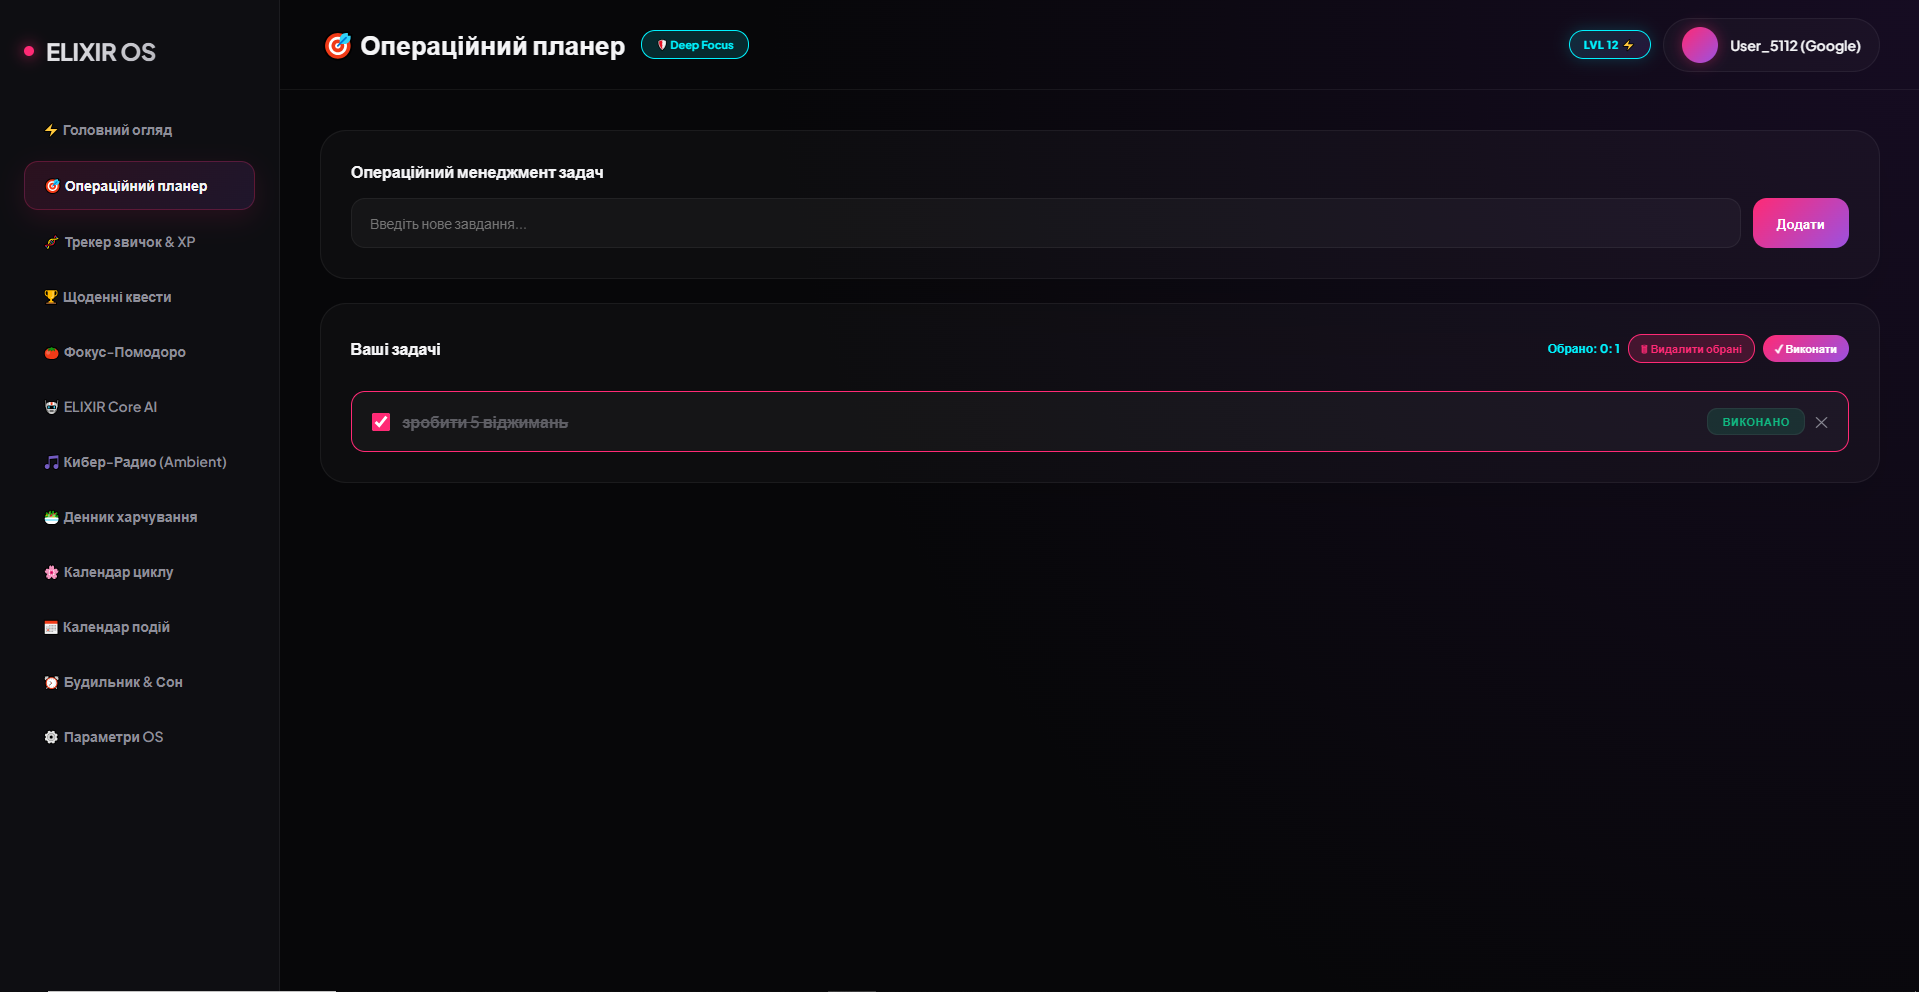 ELIXIR OS
Головний огляд
Операційний планер
Трекер звичок & XP
Щоденні квести
Фокус-Помодоро
ELIXIR Core AI
Кибер-Радио (Ambient)
Денник харчування
Календар циклу
Календар подій
Будильник & Сон
Параметри OS
Операційний планер
Deep Focus
LVL 12
User_5112 (Google)
Операційний менеджмент задач
Введіть нове завдання...
Додати
Ваші задачі
Обрано: 0: 1
Видалити обрані
Виконати
зробити 5 віджимань
ВИКОНАНО